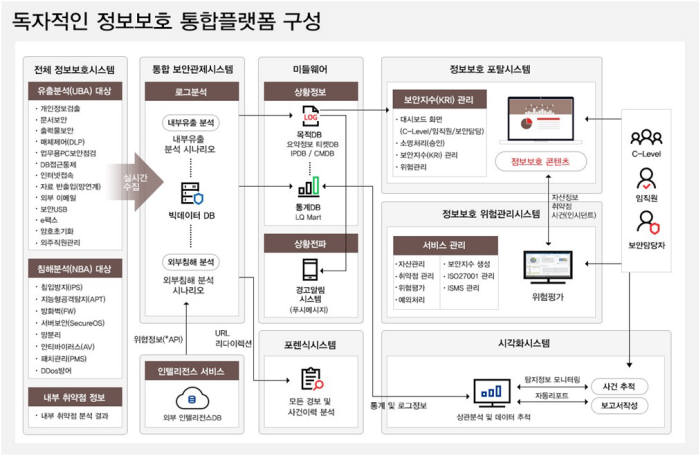 독자적인 정보보호 통합플랫폼 구성
전체 정보보호시스템
유출분석(UBA) 대상
• 개인정보검출
• 문서보안
• 출력물보안
• 매체제어(DLP)
• 업무용PC보안점검
• DB접근통제
• 인터넷접속
• 자료 반출입(망연계)
• 외부 이메일
• 보안USB
• e팩스
• 암호초기화
• 외주직원관리
침해분석(NBA) 대상
• 침입방지(IPS)
• 지능형공격탐지(APT)
• 방화벽(FW)
• 서버보안(SecureOS)
• 망분리
• 안티바이러스(AV)
• 패치관리(PMS)
• DDos방어
내부 취약점 정보
• 내부 취약점 분석 결과
실시간
수집
통합 보안관제시스템
로그분석
내부유출 분석
내부유출
분석 시나리오
빅데이터 DB
외부침해 분석
외부침해 분석
시나리오
위협정보(*API)
URL
리다이렉션
인텔리전스 서비스
외부 인텔리전스DB
미들웨어
상황정보
LOG
목적DB
요약정보 티켓DB
IPDB / CMDB
통계DB
LQ Mart
상황전파
경고알림
시스템
(푸시메시지)
포렌식시스템
모든 경보 및
사건이력 분석
정보보호 포탈시스템
보안지수(KRI) 관리
• 대시보드 화면
(C-Level/임직원/보안담당)
• 소명처리(승인)
• 보안지수(KRI) 관리
• 위험관리
정보보호 콘텐츠
자산정보
취약점
사건(인시던트)
정보보호 위험관리시스템
서비스 관리
• 자산관리
• 취약점 관리
• 위험평가
• 예외처리
• 보안지수 생성
• ISO27001 관리
• ISMS 관리
위험평가
C-Level
임직원
보안담당자
시각화시스템
통계 및 로그정보
상관분석 및 데이터 추적
탐지정보 모니터링
자동리포트
사건 추적
보고서작성